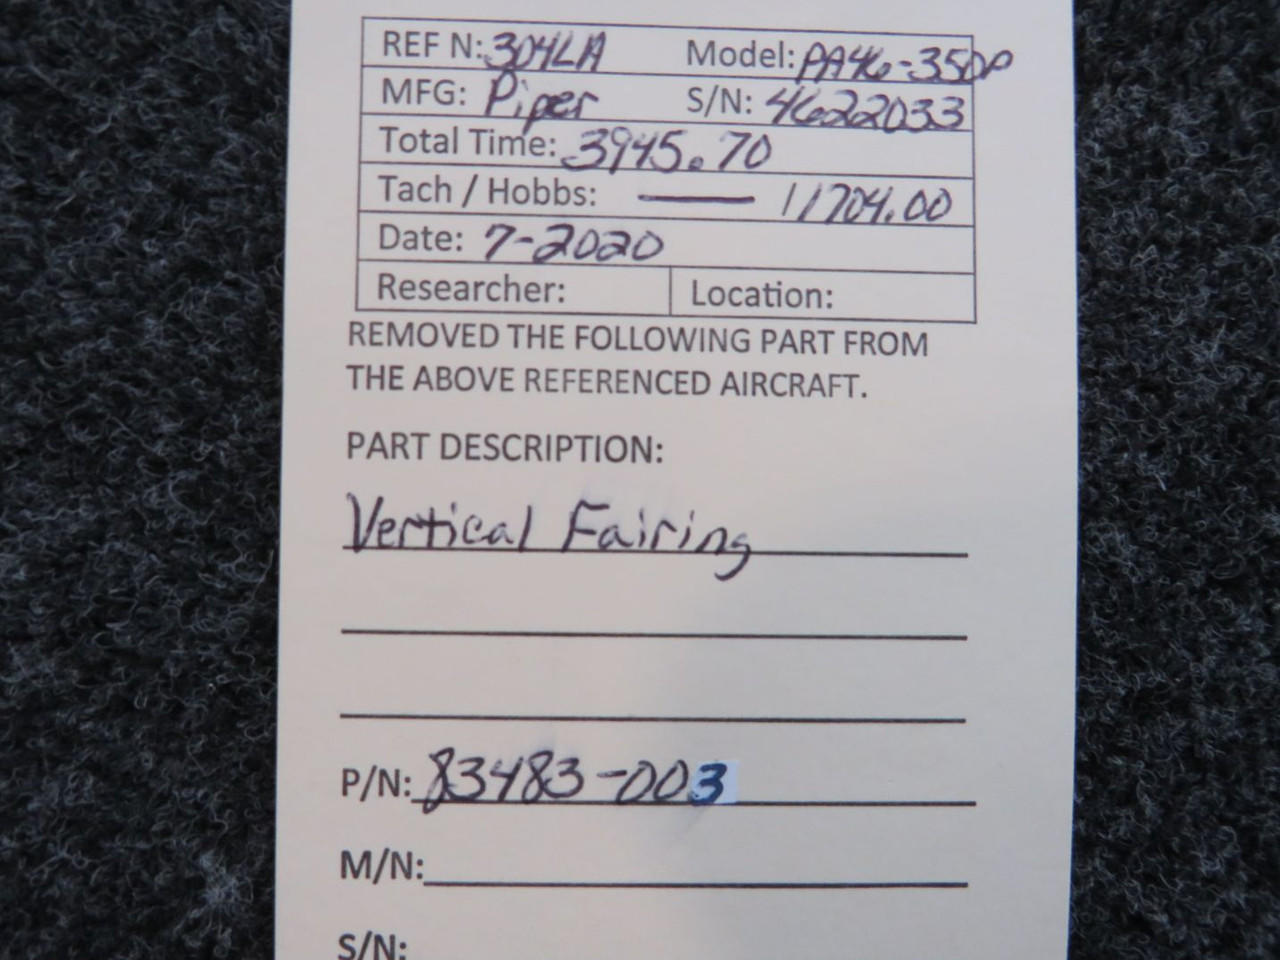 REF N: 304LA Model: PA46-350P
MFG: Piper S/N: 4622033
Total Time: 3945.70
Tach / Hobbs: — 11704.00
Date: 7-2020
Researcher: Location:
REMOVED THE FOLLOWING PART FROM
THE ABOVE REFERENCED AIRCRAFT.
PART DESCRIPTION:
Vertical Fairing
P/N: 83483-003
M/N:
S/N: